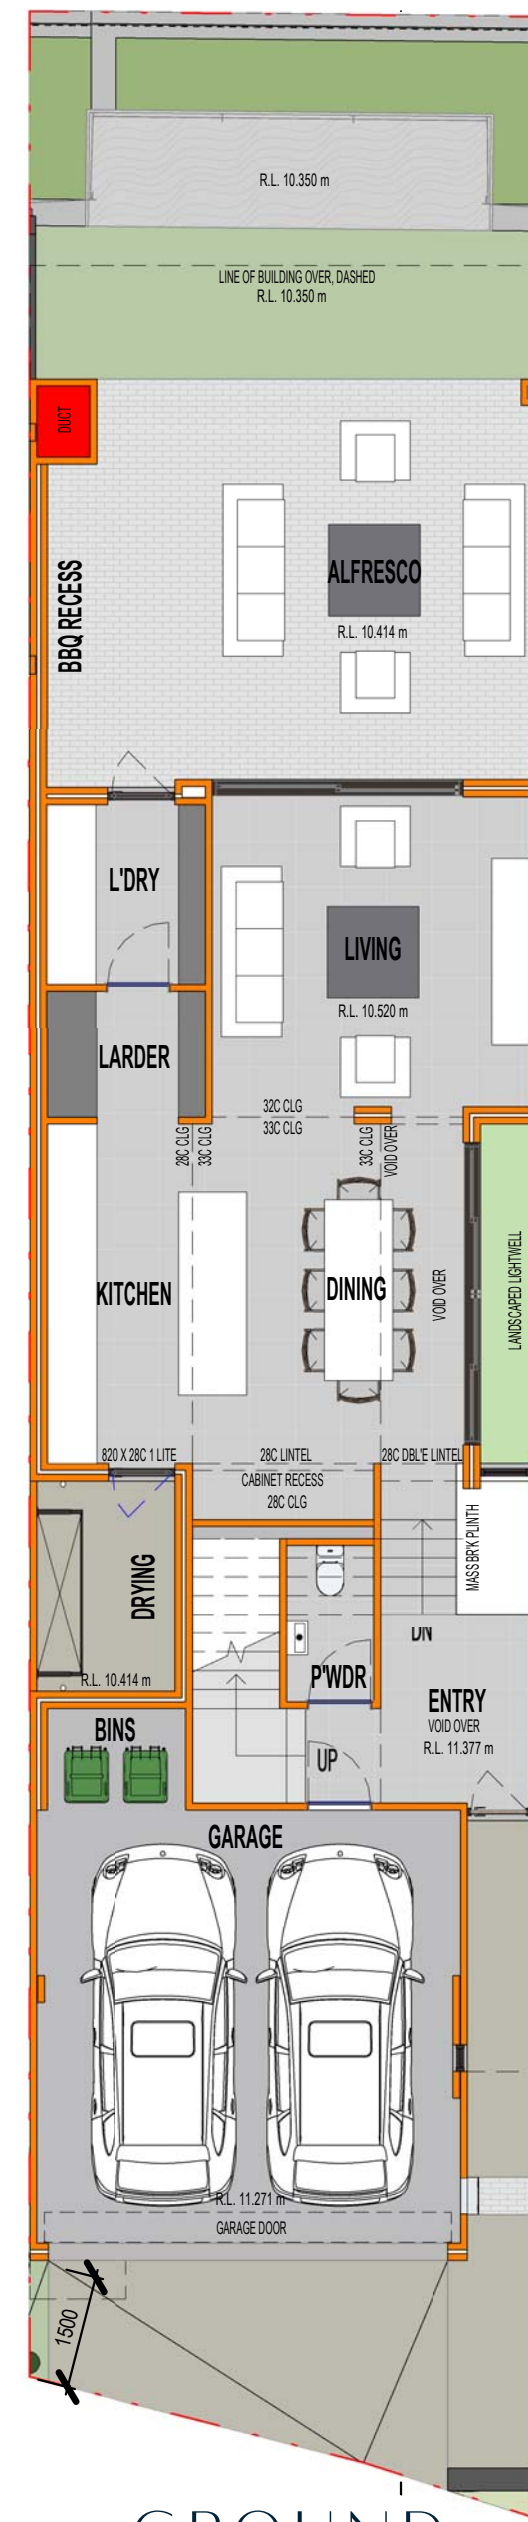 R.L. 10.350 m
LINE OF BUILDING OVER, DASHED
R.L. 10.350 m
DUCT
BBQ RECESS
ALFRESCO
R.L. 10.414 m
L'DRY
LIVING
R.L. 10.520 m
LARDER
32C CLG
33C CLG
28C CLG
33C CLG
33C CLG
VOID OVER
KITCHEN
DINING
VOID OVER
LANDSCAPED LIGHTWELL
820 X 28C 1 LITE
28C LINTEL
28C DBL'E LINTEL
CABINET RECESS
28C CLG
MASS BR'K PLINTH
DRYING
R.L. 10.414 m
DN
P'WDR
ENTRY
VOID OVER
R.L. 11.377 m
BINS
UP
GARAGE
R.L. 11.271 m
GARAGE DOOR
1500
GROUND